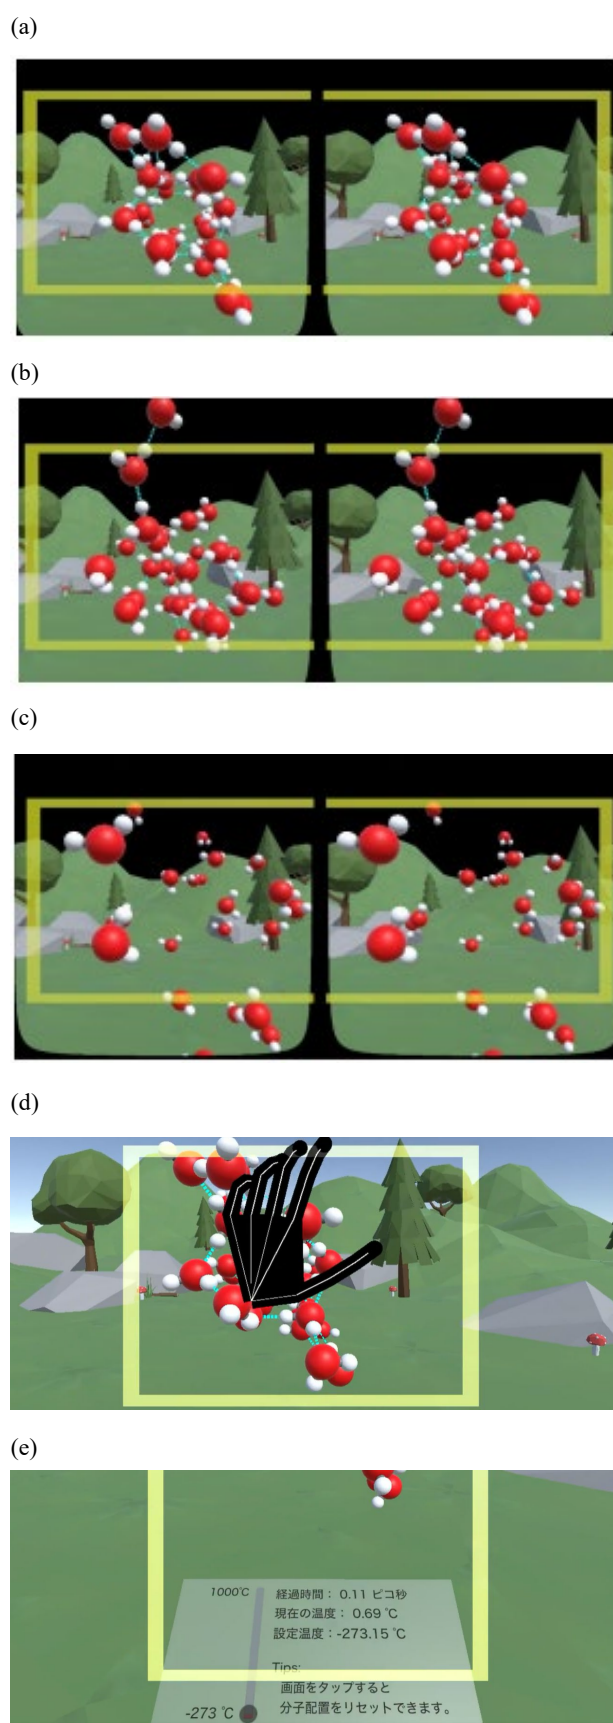 (a)
(b)
(c)
(d)
(e)
1000℃
経過時間： 0.11 ピコ秒
現在の温度： 0.69 ℃
設定温度：-273.15 ℃
Tips:
画面をタップすると
分子配置をリセットできます。
-273 ℃